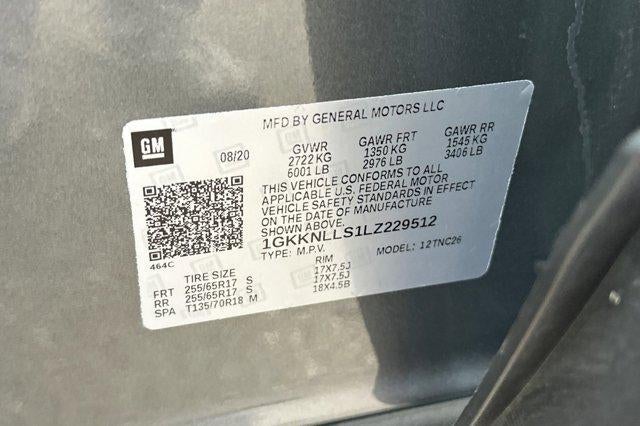 MFD BY GENERAL MOTORS LLC
GM
08/20 GVWR GAWR FRT GAWR RR
2722 KG 1350 KG 1545 KG
6001 LB 2976 LB 3406 LB
THIS VEHICLE CONFORMS TO ALL
APPLICABLE U.S. FEDERAL MOTOR
VEHICLE SAFETY STANDARDS IN EFFECT
ON THE DATE OF MANUFACTURE
SHOWN ABOVE.
1GKKNLLS1LZ229512
TYPE: M.P.V. MODEL: 12TNC26
464C
TIRE SIZE RIM
FRT 255/65R17 S 17X7.5J
RR 255/65R17 S 17X7.5J
SPA T135/70R18 M 18X4.5B